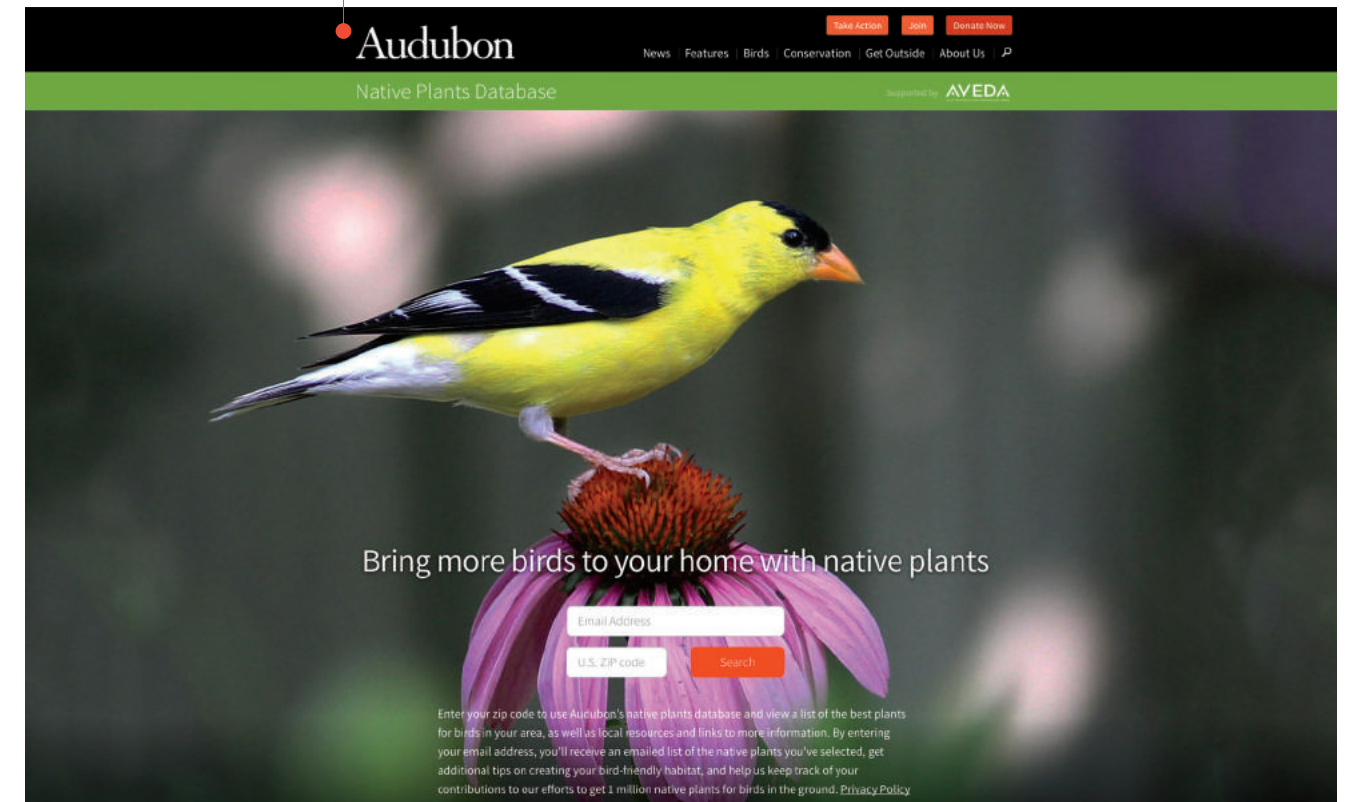 Take Action Join Donate Now
Audubon
News Features Birds Conservation Get Outside About Us
Native Plants Database
Supported by AVEDA
Bring more birds to your home with native plants
Email Address
U.S. ZIP code Search
Enter your zip code to use Audubon's native plants database and view a list of the best plants
for birds in your area, as well as local resources and links to more information. By entering
your email address, you'll receive an emailed list of the native plants you've selected, get
additional tips on creating your bird-friendly habitat, and help us keep track of your
contributions to our efforts to get 1 million native plants for birds in the ground. Privacy Policy